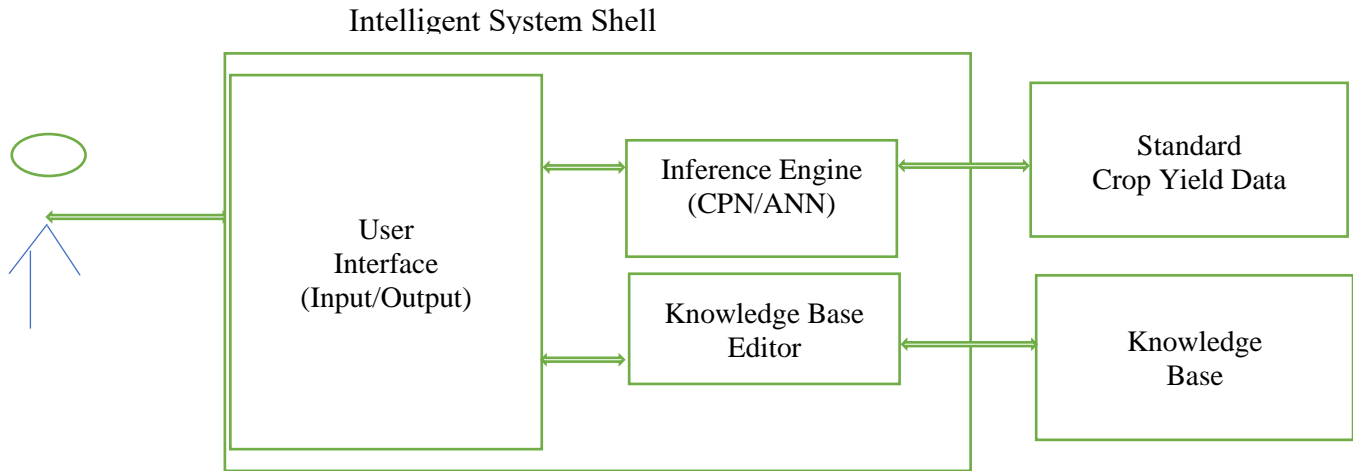 Intelligent System Shell
User
Interface
(Input/Output)
Inference Engine
(CPN/ANN)
Knowledge Base
Editor
Standard
Crop Yield Data
Knowledge
Base